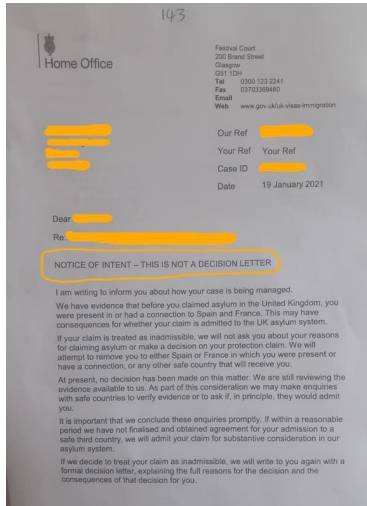 143
Home Office
Festival Court
200 Brand Street
Glasgow
G51 1DH
Tel 0300 123 2241
Fax 03703369480
Email
Web www.gov.uk/uk-visas-immigration
Our Ref
Your Ref Your Ref
Case ID
Date 19 January 2021
Dear
Re:
NOTICE OF INTENT – THIS IS NOT A DECISION LETTER
I am writing to inform you about how your case is being managed.
We have evidence that before you claimed asylum in the United Kingdom, you
were present in or had a connection to Spain and France. This may have
consequences for whether your claim is admitted to the UK asylum system.
If your claim is treated as inadmissible, we will not ask you about your reasons
for claiming asylum or make a decision on your protection claim. We will
attempt to remove you to either Spain or France in which you were present or
have a connection, or any other safe country that will receive you.
At present, no decision has been made on this matter. We are still reviewing the
evidence available to us. As part of this consideration we may make enquiries
with safe countries to verify evidence or to ask if, in principle, they would admit
you.
It is important that we conclude these enquiries promptly. If within a reasonable
period we have not finalised and obtained agreement for your admission to a
safe third country, we will admit your claim for substantive consideration in our
asylum system.
If we decide to treat your claim as inadmissible, we will write to you again with a
formal decision letter, explaining the full reasons for the decision and the
consequences of that decision for you.